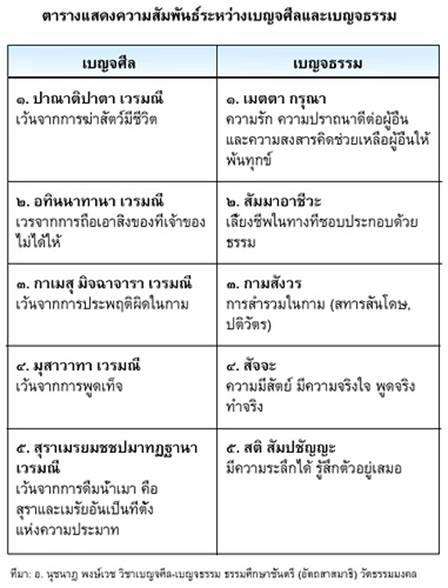 ตารางแสดงความสัมพันธ์ระหว่างเบญจศีลและเบญจธรรม
เบญจศีล
เบญจธรรม
๑. ปาณาติปาตา เวรมณี
เว้นจากการฆ่าสัตว์มีชีวิต
๑. เมตตา กรุณา
ความรัก ความปรารถนาดีต่อผู้อื่น
และความสงสารคิดช่วยเหลือผู้อื่นให้
พ้นทุกข์
๒. อทินนาทานา เวรมณี
เวรจากการถือเอาสิ่งของที่เจ้าของ
ไม่ได้ให้
๒. สัมมาอาชีวะ
เลี้ยงชีพในทางที่ชอบประกอบด้วย
ธรรม
๓. กาเมสุ มิจฉาจารา เวรมณี
เว้นจากการประพฤติผิดในกาม
๓. กามสังวร
การสำรวมในกาม (สทารสันโดษ,
ปติวัตร)
๔. มุสาวาทา เวรมณี
เว้นจากการพูดเท็จ
๔. สัจจะ
ความมีสัตย์ มีความจริงใจ พูดจริง
ทำจริง
๕. สุราเมรยมชชปมาทฏฐานา
เวรมณี
เว้นจากการดื่มน้ำเมา คือ
สุราและเมรัยอันเป็นที่ตั้ง
แห่งความประมาท
๕. สติ สัมปชัญญะ
มีความระลึกได้ รู้สึกตัวอยู่เสมอ
ที่มา: อ. นุชนาฏ พงษ์เวช วิชาเบญจศีล-เบญจธรรม ธรรมศึกษาชั้นตรี (อัตถสาสมาธิ) วัดธรรมมงคล